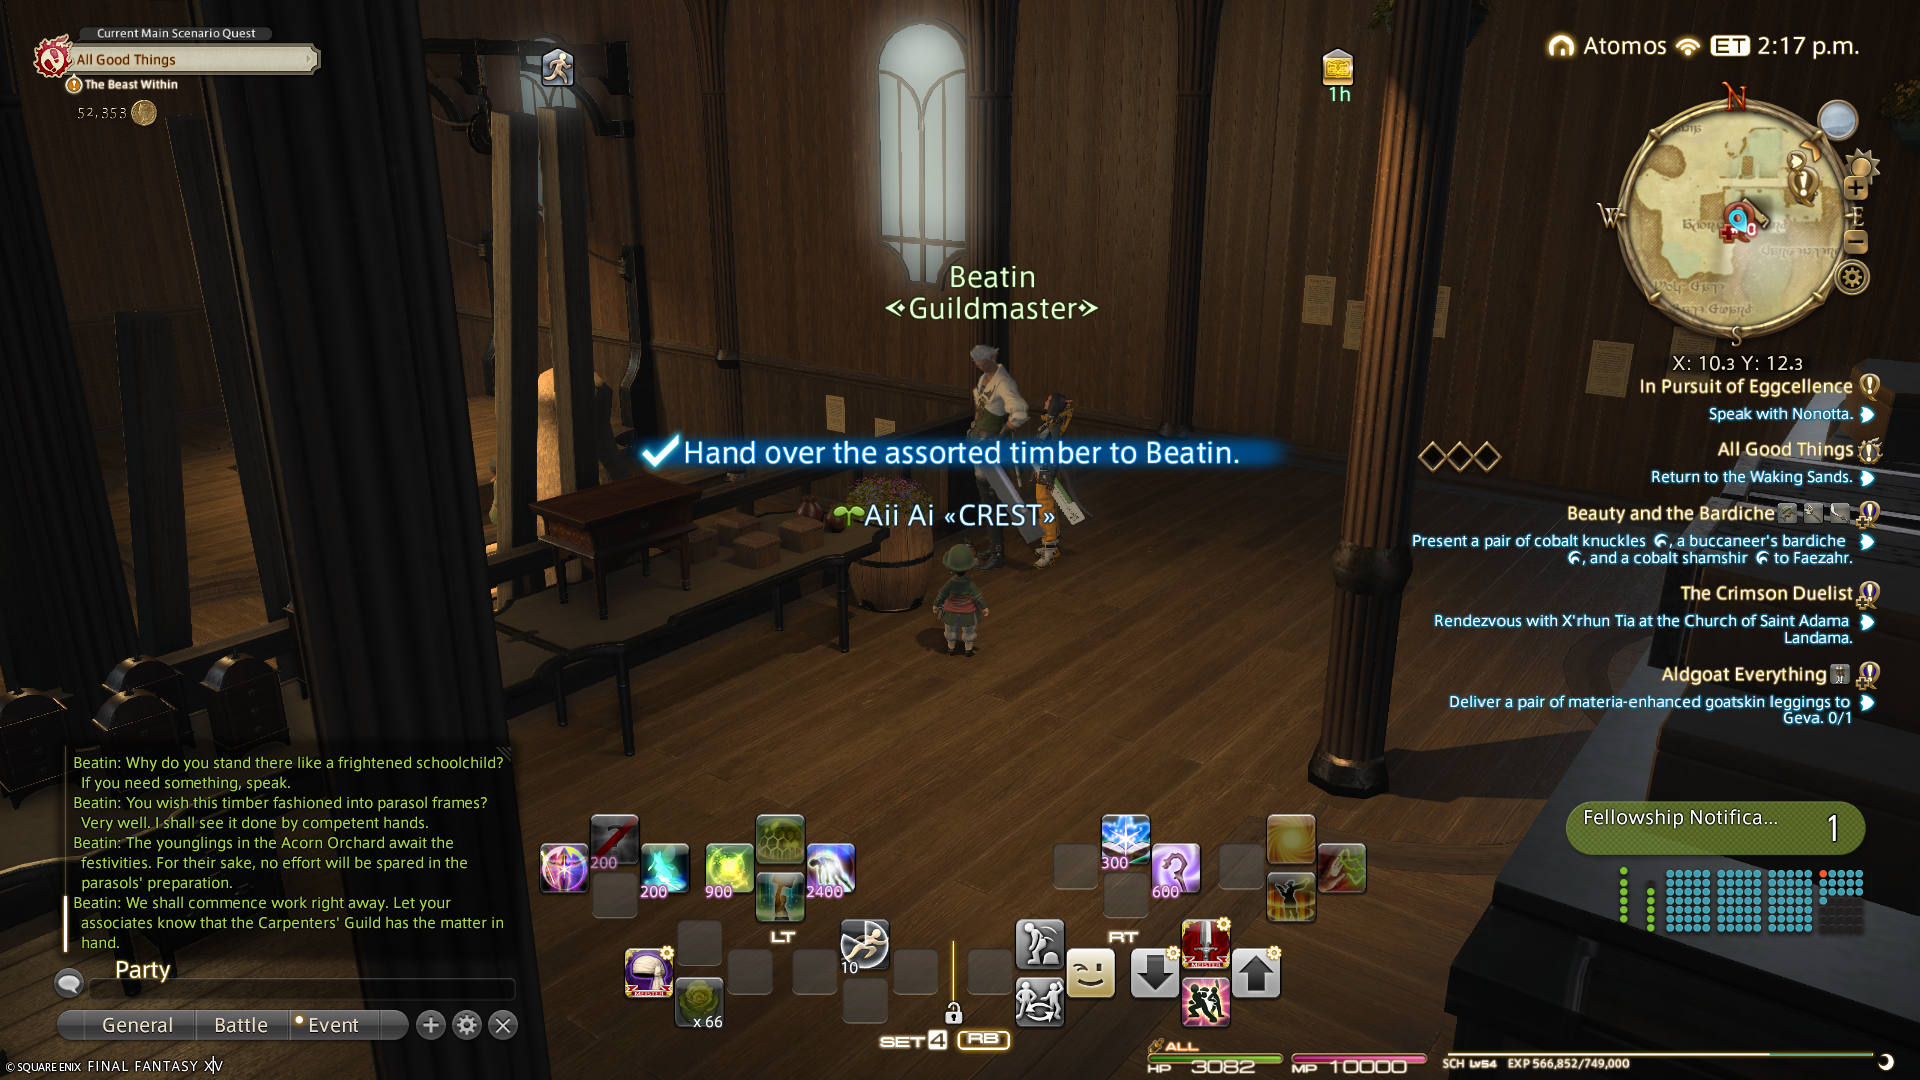 Current Main Scenario Quest
All Good Things
The Beast Within
52,353
1h
Atomos ET 2:17 p.m.
N
W
E
S
X: 10.3 Y: 12.3
Beatin
Guildmaster
Hand over the assorted timber to Beatin.
Aii Ai «CREST»
In Pursuit of Eggcellence
Speak with Nonotta.
All Good Things
Return to the Waking Sands.
Beauty and the Bardiche
Present a pair of cobalt knuckles , a buccaneer's bardiche
, and a cobalt shamshir to Faezahr.
The Crimson Duelist
Rendezvous with X'rhun Tia at the Church of Saint Adama
Landama.
Aldgoat Everything
Deliver a pair of materia-enhanced goatskin leggings to
Geva. 0/1
Fellowship Notifica... 1
Beatin: Why do you stand there like a frightened schoolchild?
If you need something, speak.
Beatin: You wish this timber fashioned into parasol frames?
Very well. I shall see it done by competent hands.
Beatin: The younglings in the Acorn Orchard await the
festivities. For their sake, no effort will be spared in the
parasols' preparation.
Beatin: We shall commence work right away. Let your
associates know that the Carpenters' Guild has the matter in
hand.
Party
General Battle Event
200
200
900
2400
300
600
LT
RT
10
x 66
MEISTER
MEISTER
SET 4 RB
ALL
HP 3082 MP 10000
SCH Lv54 EXP 566,852/749,000
© SQUARE ENIX FINAL FANTASY XIV